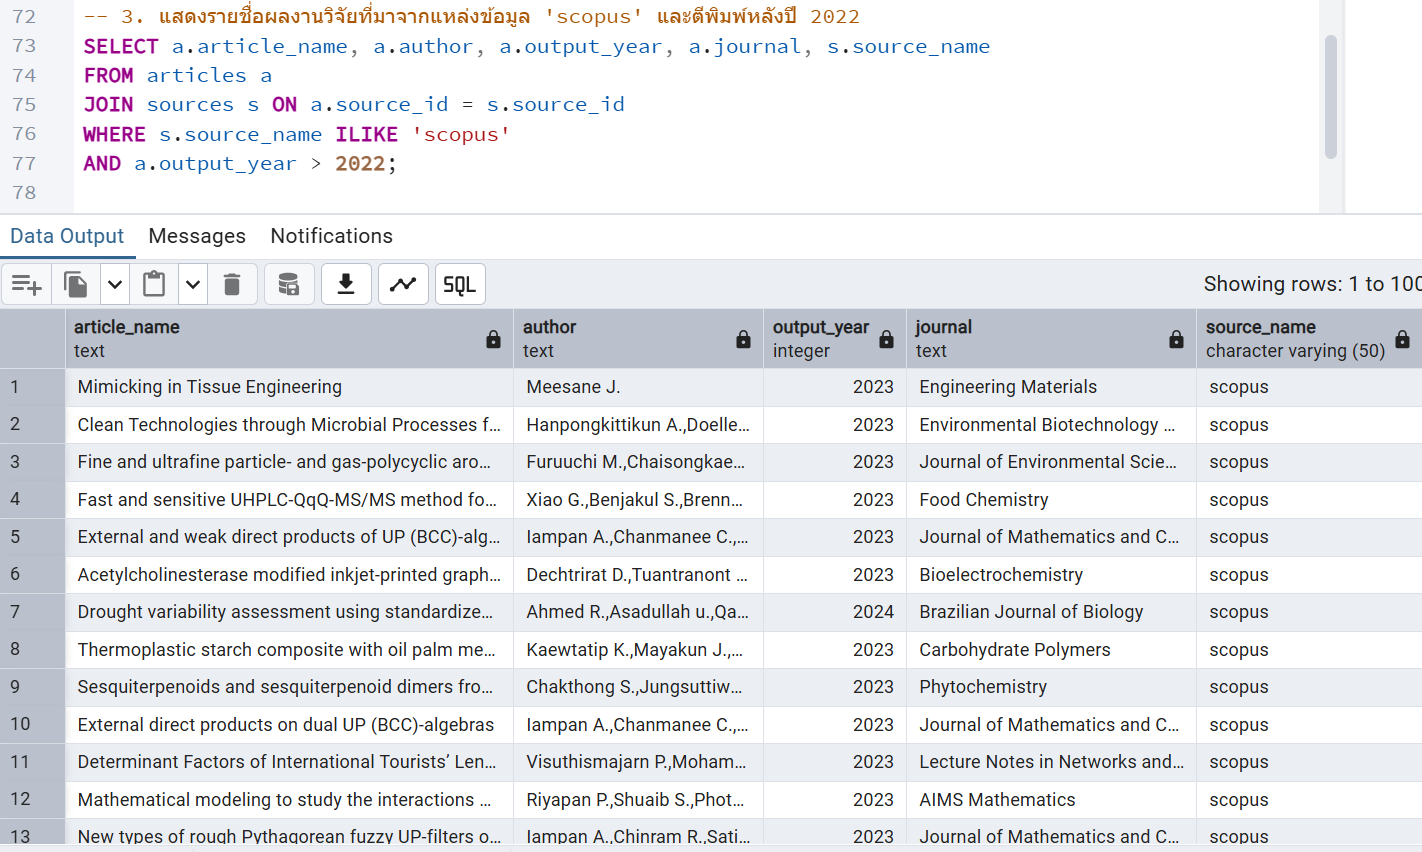 72 -- 3. แสดงรายชื่อผลงานวิจัยที่มาจากแหล่งข้อมูล 'scopus' และตีพิมพ์หลังปี 2022
73 SELECT a.article_name, a.author, a.output_year, a.journal, s.source_name
74 FROM articles a
75 JOIN sources s ON a.source_id = s.source_id
76 WHERE s.source_name ILIKE 'scopus'
77 AND a.output_year > 2022;
78
Data Output Messages Notifications
SQL Showing rows: 1 to 100
article_name author output_year journal source_name
text text integer text character varying (50)
1 Mimicking in Tissue Engineering Meesane J. 2023 Engineering Materials scopus
2 Clean Technologies through Microbial Processes f... Hanpongkittikun A.,Doelle... 2023 Environmental Biotechnology ... scopus
3 Fine and ultrafine particle- and gas-polycyclic aro... Furuuchi M.,Chaisongkae... 2023 Journal of Environmental Scie... scopus
4 Fast and sensitive UHPLC-QqQ-MS/MS method fo... Xiao G.,Benjakul S.,Brenn... 2023 Food Chemistry scopus
5 External and weak direct products of UP (BCC)-alg... Iampan A.,Chanmanee C.,... 2023 Journal of Mathematics and C... scopus
6 Acetylcholinesterase modified inkjet-printed graph... Dechtrirat D.,Tuantranont ... 2023 Bioelectrochemistry scopus
7 Drought variability assessment using standardize... Ahmed R.,Asadullah u.,Qa... 2024 Brazilian Journal of Biology scopus
8 Thermoplastic starch composite with oil palm me... Kaewtatip K.,Mayakun J.,... 2023 Carbohydrate Polymers scopus
9 Sesquiterpenoids and sesquiterpenoid dimers fro... Chakthong S.,Jungsuttiw... 2023 Phytochemistry scopus
10 External direct products on dual UP (BCC)-algebras Iampan A.,Chanmanee C.,... 2023 Journal of Mathematics and C... scopus
11 Determinant Factors of International Tourists’ Len... Visuthismajarn P.,Moham... 2023 Lecture Notes in Networks and... scopus
12 Mathematical modeling to study the interactions ... Riyapan P.,Shuaib S.,Phot... 2023 AIMS Mathematics scopus
13 New types of rough Pythagorean fuzzy UP-filters o... Iampan A.,Chinram R.,Sati... 2023 Journal of Mathematics and C... scopus